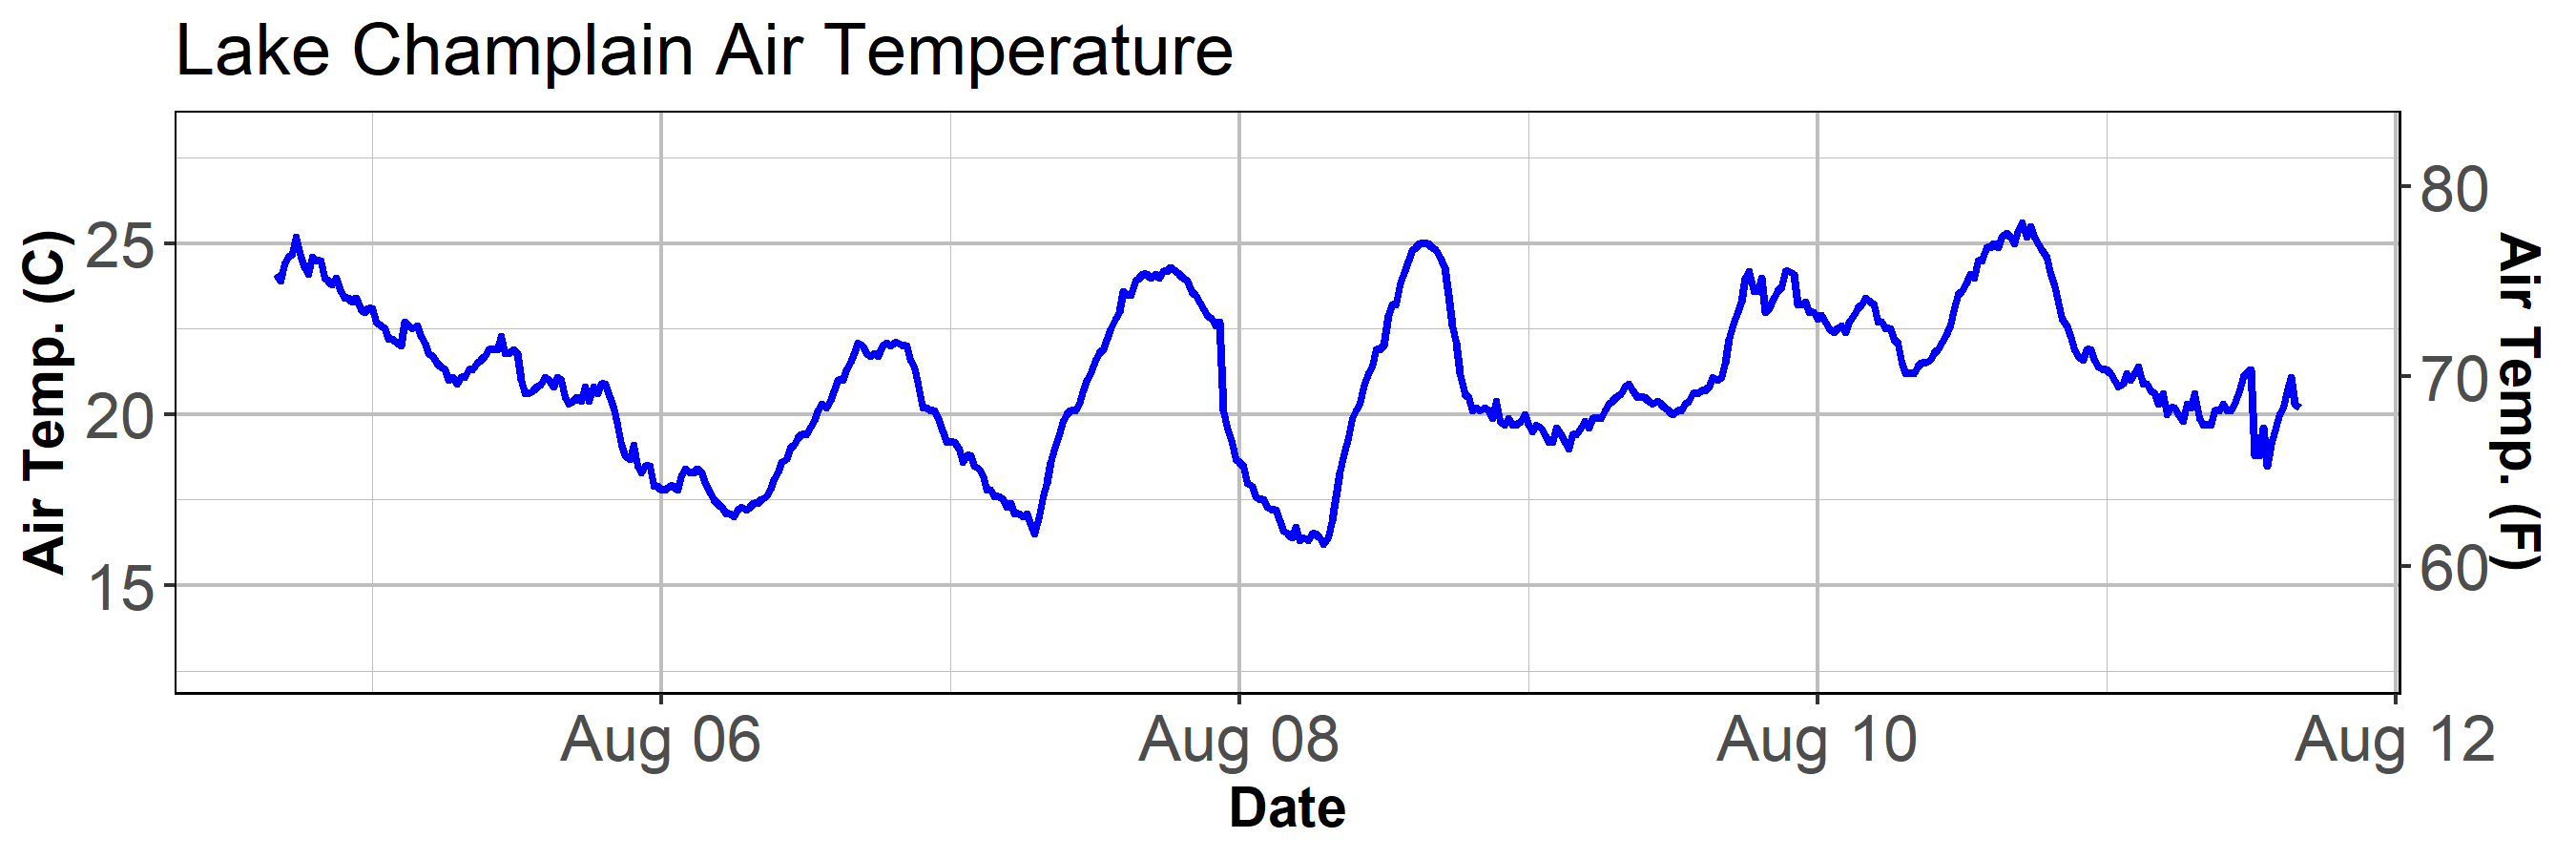 Lake Champlain Air Temperature
Air Temp. (C)
25
20
15
80
70
60
Air Temp. (F)
Aug 06
Aug 08
Aug 10
Aug 12
Date